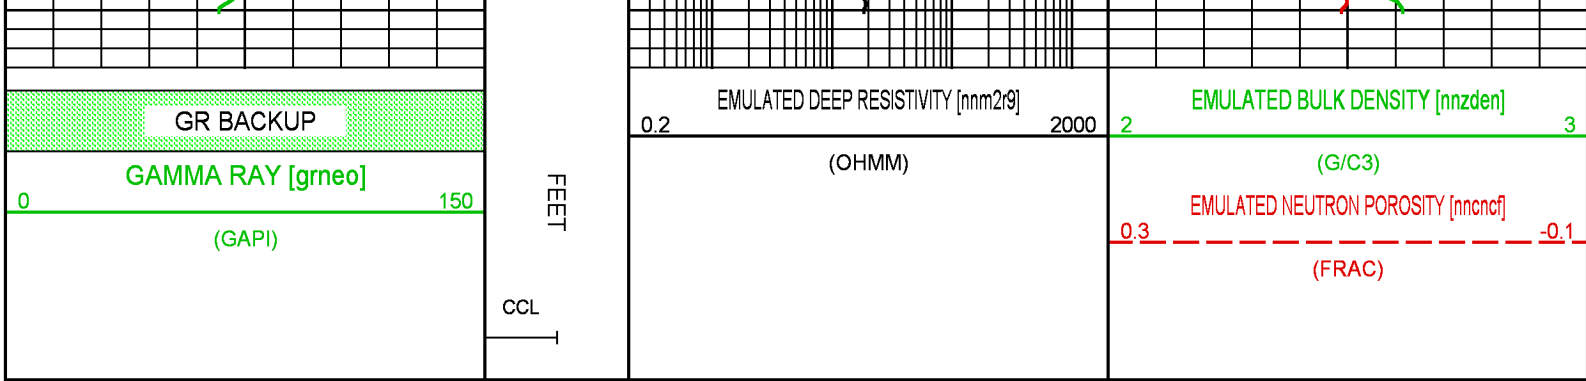 GR BACKUP
GAMMA RAY [grneo]
0 150
(GAPI)
FEET
CCL
EMULATED DEEP RESISTIVITY [nnm2r9]
0.2 2000
(OHMM)
EMULATED BULK DENSITY [nnzden]
2 3
(G/C3)
EMULATED NEUTRON POROSITY [nncncf]
0.3 -0.1
(FRAC)